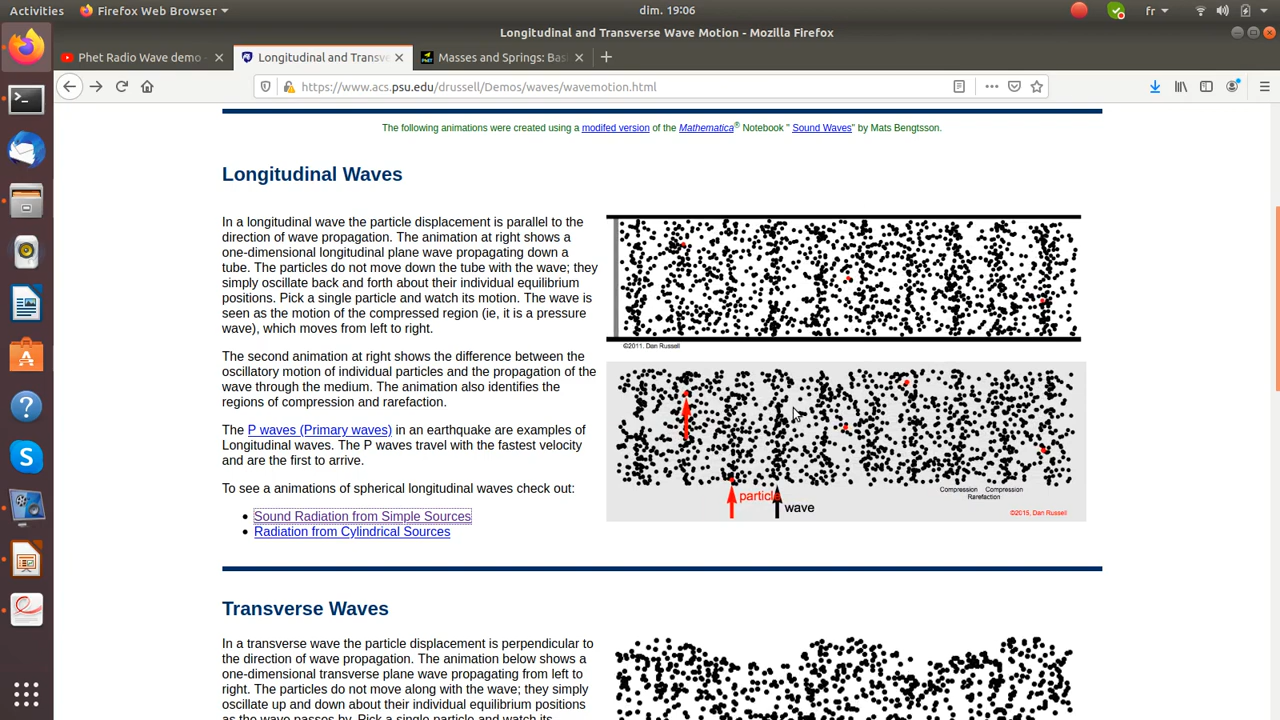 Activities Firefox Web Browser dim. 19:06 fr
Longitudinal and Transverse Wave Motion - Mozilla Firefox
Phet Radio Wave demo - Longitudinal and Transve Masses and Springs: Bas
https://www.acs.psu.edu/drussell/Demos/waves/wavemotion.html
The following animations were created using a modifed version of the Mathematica® Notebook " Sound Waves" by Mats Bengtsson.
Longitudinal Waves
In a longitudinal wave the particle displacement is parallel to the
direction of wave propagation. The animation at right shows a
one-dimensional longitudinal plane wave propagating down a
tube. The particles do not move down the tube with the wave; they
simply oscillate back and forth about their individual equilibrium
positions. Pick a single particle and watch its motion. The wave is
seen as the motion of the compressed region (ie, it is a pressure
wave), which moves from left to right.
©2011. Dan Russell
The second animation at right shows the difference between the
oscillatory motion of individual particles and the propagation of the
wave through the medium. The animation also identifies the
regions of compression and rarefaction.
The P waves (Primary waves) in an earthquake are examples of
Longitudinal waves. The P waves travel with the fastest velocity
and are the first to arrive.
To see a animations of spherical longitudinal waves check out:
Sound Radiation from Simple Sources
Radiation from Cylindrical Sources
particle
wave
Compression Compression
Rarefaction
©2015, Dan Russell
Transverse Waves
In a transverse wave the particle displacement is perpendicular to
the direction of wave propagation. The animation below shows a
one-dimensional transverse plane wave propagating from left to
right. The particles do not move along with the wave; they simply
oscillate up and down about their individual equilibrium positions
as the wave passes by. Pick a single particle and watch its